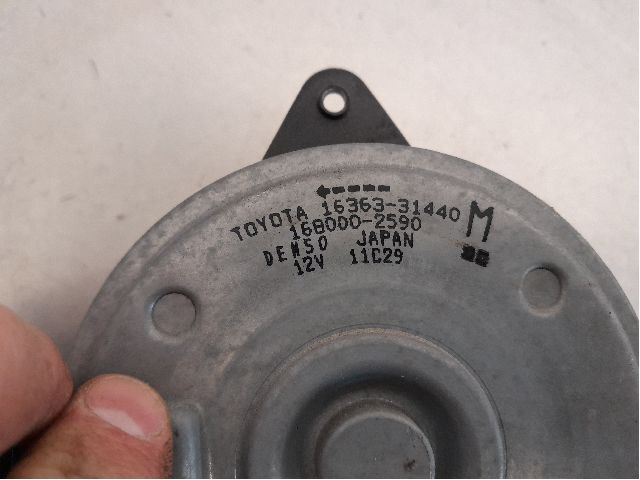 TOYOTA 16363-31440 M
168000-2590
DENSO JAPAN
12V 11C29